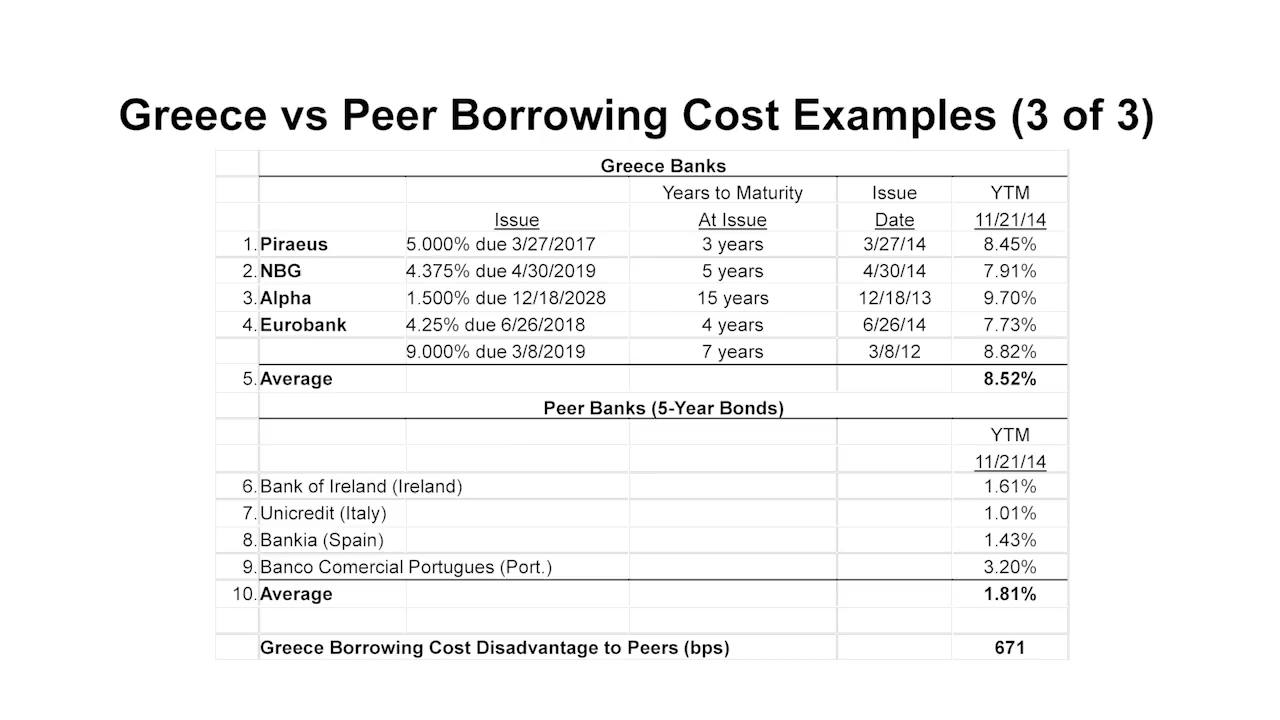 Greece vs Peer Borrowing Cost Examples (3 of 3)
Greece Banks
Years to Maturity Issue YTM
Issue At Issue Date 11/21/14
1. Piraeus 5.000% due 3/27/2017 3 years 3/27/14 8.45%
2. NBG 4.375% due 4/30/2019 5 years 4/30/14 7.91%
3. Alpha 1.500% due 12/18/2028 15 years 12/18/13 9.70%
4. Eurobank 4.25% due 6/26/2018 4 years 6/26/14 7.73%
9.000% due 3/8/2019 7 years 3/8/12 8.82%
5. Average 8.52%
Peer Banks (5-Year Bonds)
YTM
11/21/14
6. Bank of Ireland (Ireland) 1.61%
7. Unicredit (Italy) 1.01%
8. Bankia (Spain) 1.43%
9. Banco Comercial Portugues (Port.) 3.20%
10. Average 1.81%
Greece Borrowing Cost Disadvantage to Peers (bps) 671